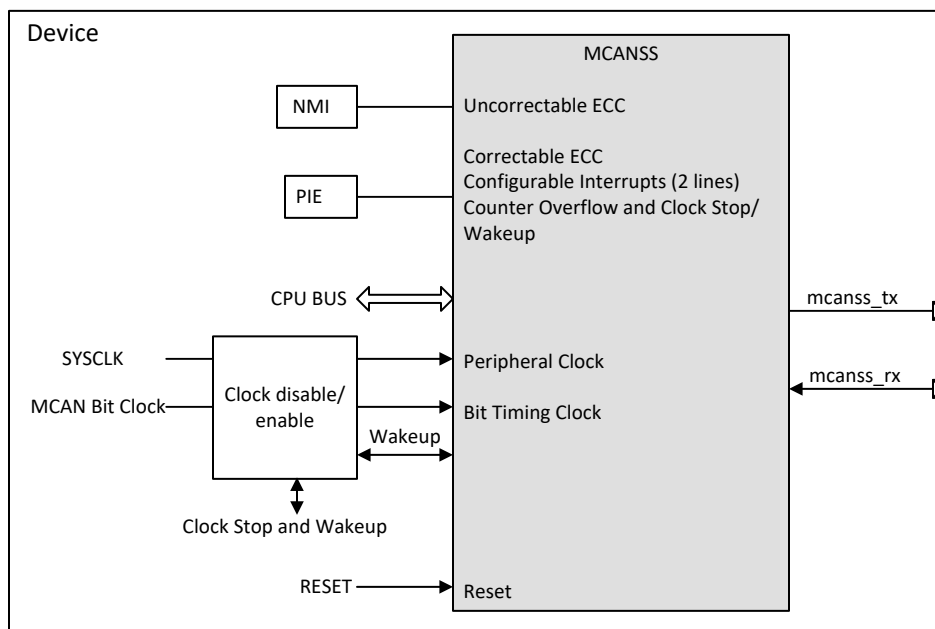 Device
MCANSS
NMI
Uncorrectable ECC
Correctable ECC
Configurable Interrupts (2 lines)
PIE
Counter Overflow and Clock Stop/
Wakeup
CPU BUS
mcanss_tx
SYSCLK
Peripheral Clock
mcanss_rx
Clock disable/
enable
MCAN Bit Clock
Bit Timing Clock
Wakeup
Clock Stop and Wakeup
RESET
Reset